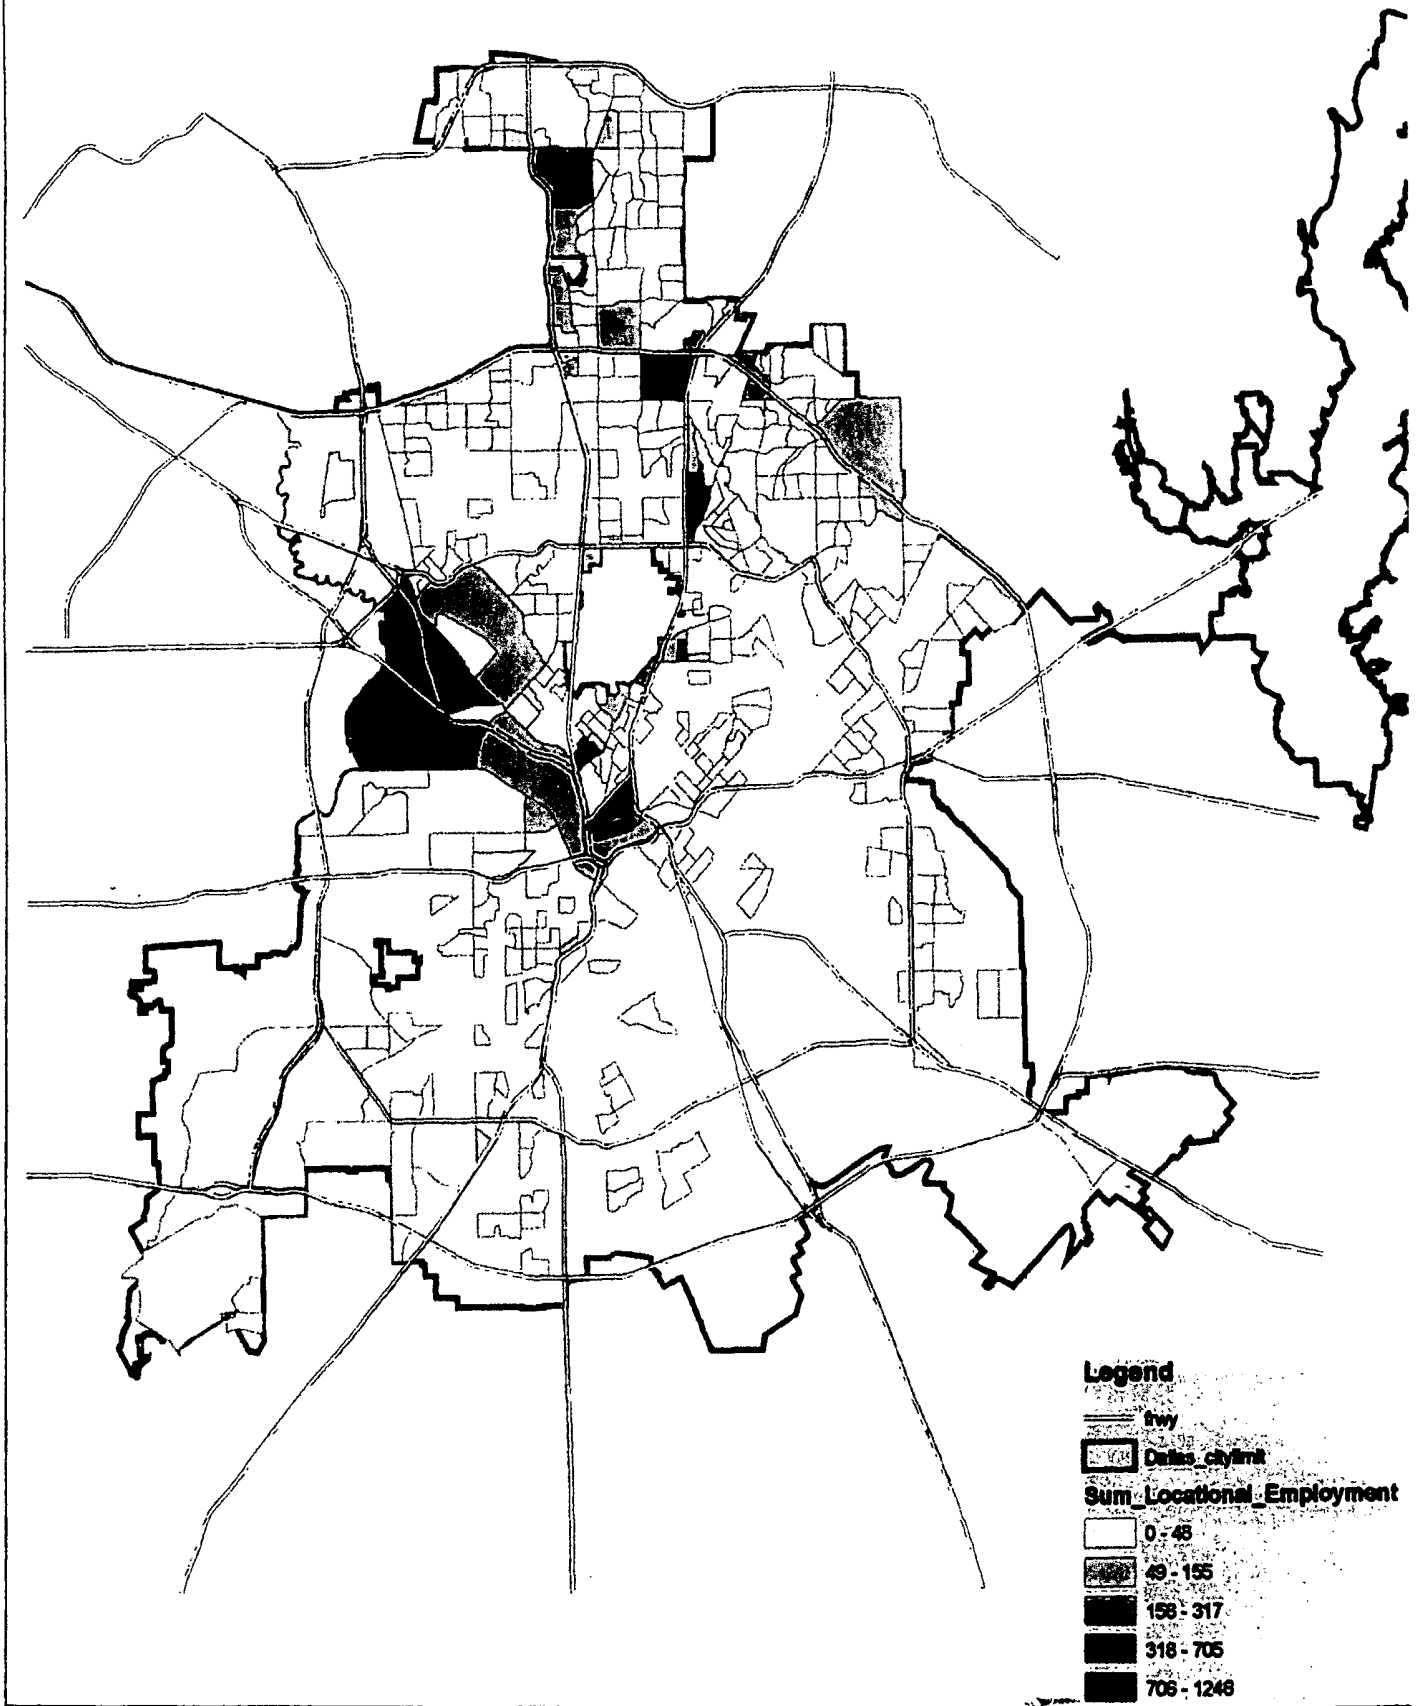 Legend
frwy
Dallas_citylimit
Sum_Locational_Employment
0 - 48
49 - 155
156 - 317
318 - 705
706 - 1248